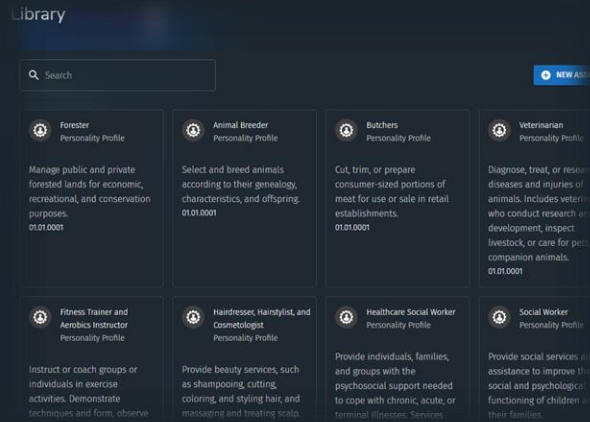 Library
Search
NEW
Forester
Personality Profile
Manage public and private
forested lands for economic,
recreational, and conservation
purposes.
01.01.0001
Animal Breeder
Personality Profile
Select and breed animals
according to their genealogy,
characteristics, and offspring.
01.01.0001
Butchers
Personality Profile
Cut, trim, or prepare
consumer-sized portions of
meat for use or sale in retail
establishments.
01.01.0001
Veterinarian
Personality Profile
Diagnose, treat, or
diseases and injuries of
animals. Includes
who conduct research
development, inspect
livestock, or care for pets
companion animals.
01.01.0001
Fitness Trainer and
Aerobics Instructor
Personality Profile
Instruct or coach groups or
individuals in exercise
activities. Demonstrate
techniques and form, observe
Hairdresser, Hairstylist, and
Cosmetologist
Personality Profile
Provide beauty services, such
as shampooing, cutting,
coloring, and styling hair, and
massaging and treating scalp.
Healthcare Social Worker
Personality Profile
Provide individuals, families,
and groups with the
psychosocial support needed
to cope with chronic, acute, or
terminal illnesses. Services
Social Worker
Personality Profile
Provide social services
assistance to improve
social and psychological
functioning of children
their families.